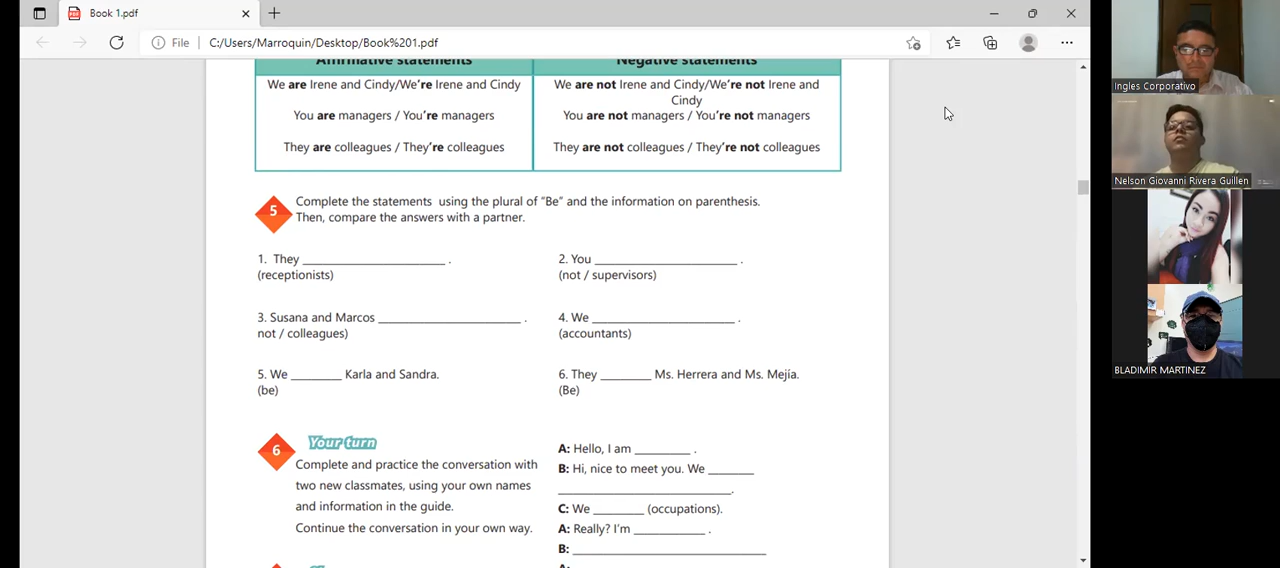 Book 1.pdf
File
C:/Users/Marroquin/Desktop/Book%201.pdf
Affirmative statements
Negative statements
We are Irene and Cindy/We're Irene and Cindy
We are not Irene and Cindy/We're not Irene and
Cindy
You are managers / You're managers
You are not managers / You're not managers
They are colleagues / They're colleagues
They are not colleagues / They're not colleagues
5
Complete the statements using the plural of “Be” and the information on parenthesis.
Then, compare the answers with a partner.
1. They ______________________ .
(receptionists)
2. You ______________________ .
(not / supervisors)
3. Susana and Marcos ______________________ .
not / colleagues)
4. We ______________________ .
(accountants)
5. We ________ Karla and Sandra.
(be)
6. They ________ Ms. Herrera and Ms. Mejía.
(Be)
6
Your turn
Complete and practice the conversation with
two new classmates, using your own names
and information in the guide.
Continue the conversation in your own way.
A: Hello, I am ________ .
B: Hi, nice to meet you. We _______
___________________________.
C: We ________ (occupations).
A: Really? I'm ___________ .
B: ______________________________
Ingles Corporativo
Nelson Giovanni Rivera Guillen
BLADIMIR MARTINEZ